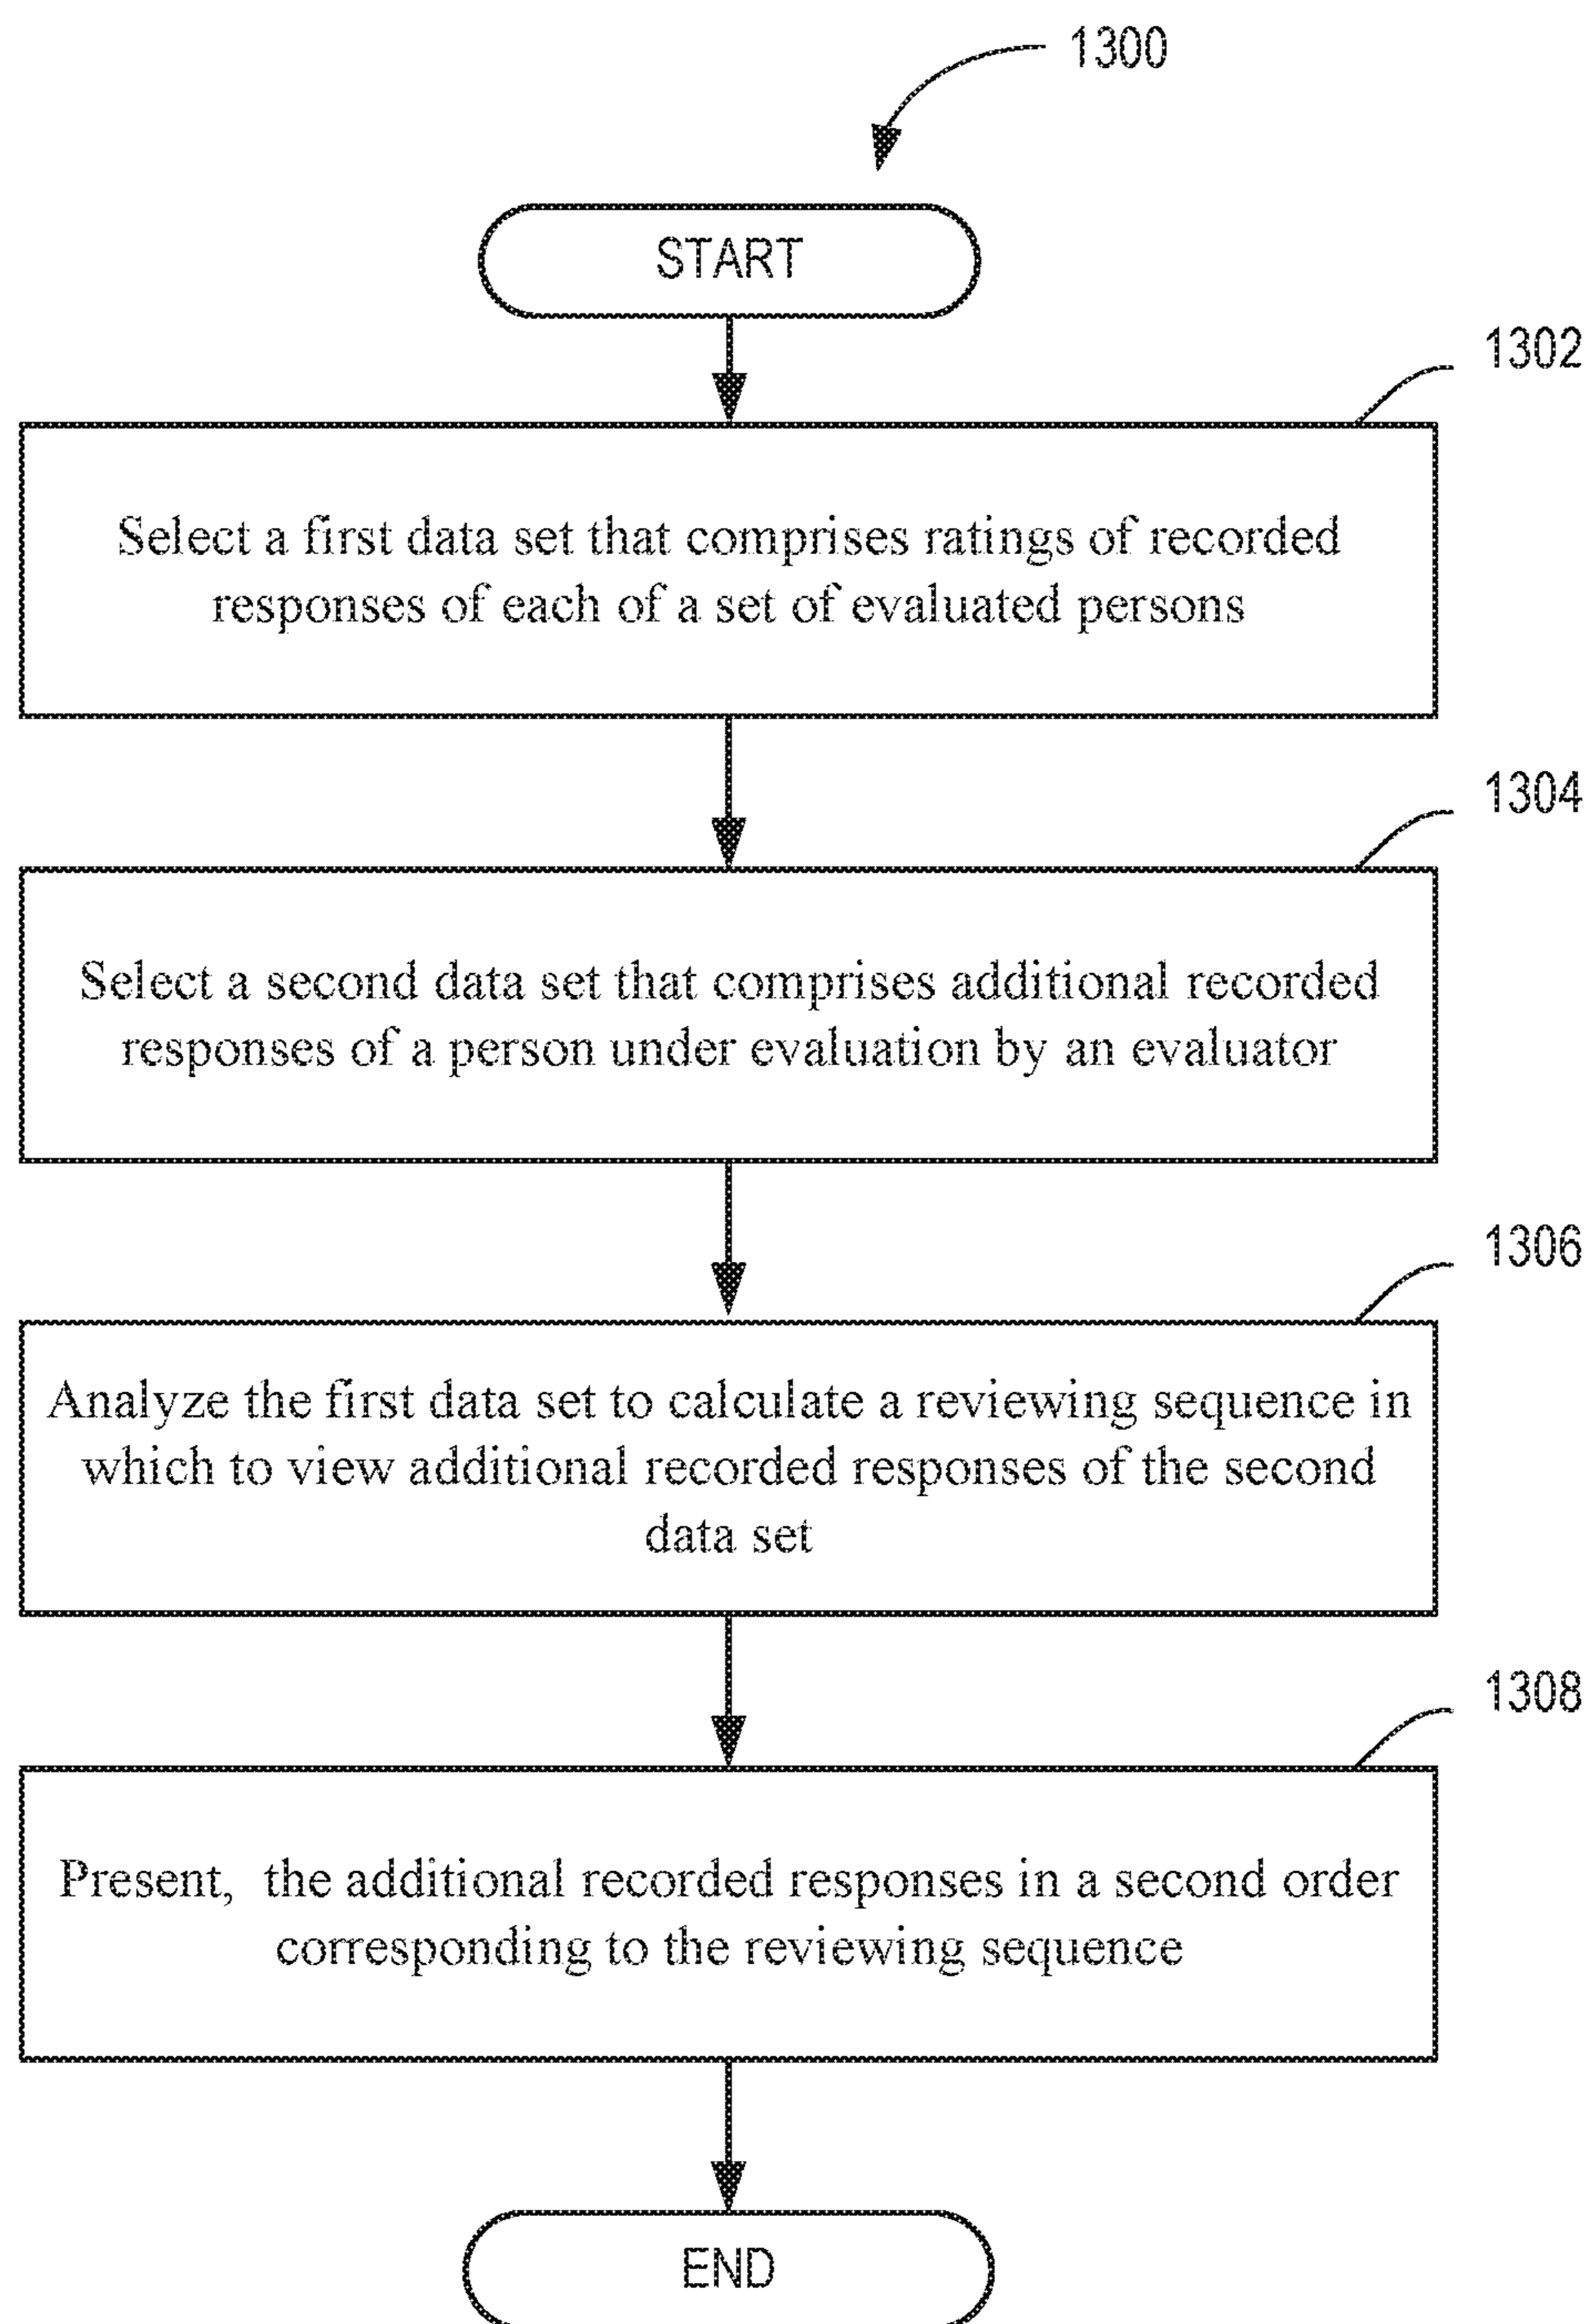 1300
START
1302
Select a first data set that comprises ratings of recorded
responses of each of a set of evaluated persons
1304
Select a second data set that comprises additional recorded
responses of a person under evaluation by an evaluator
1306
Analyze the first data set to calculate a reviewing sequence in
which to view additional recorded responses of the second
data set
1308
Present,  the additional recorded responses in a second order
corresponding to the reviewing sequence
END